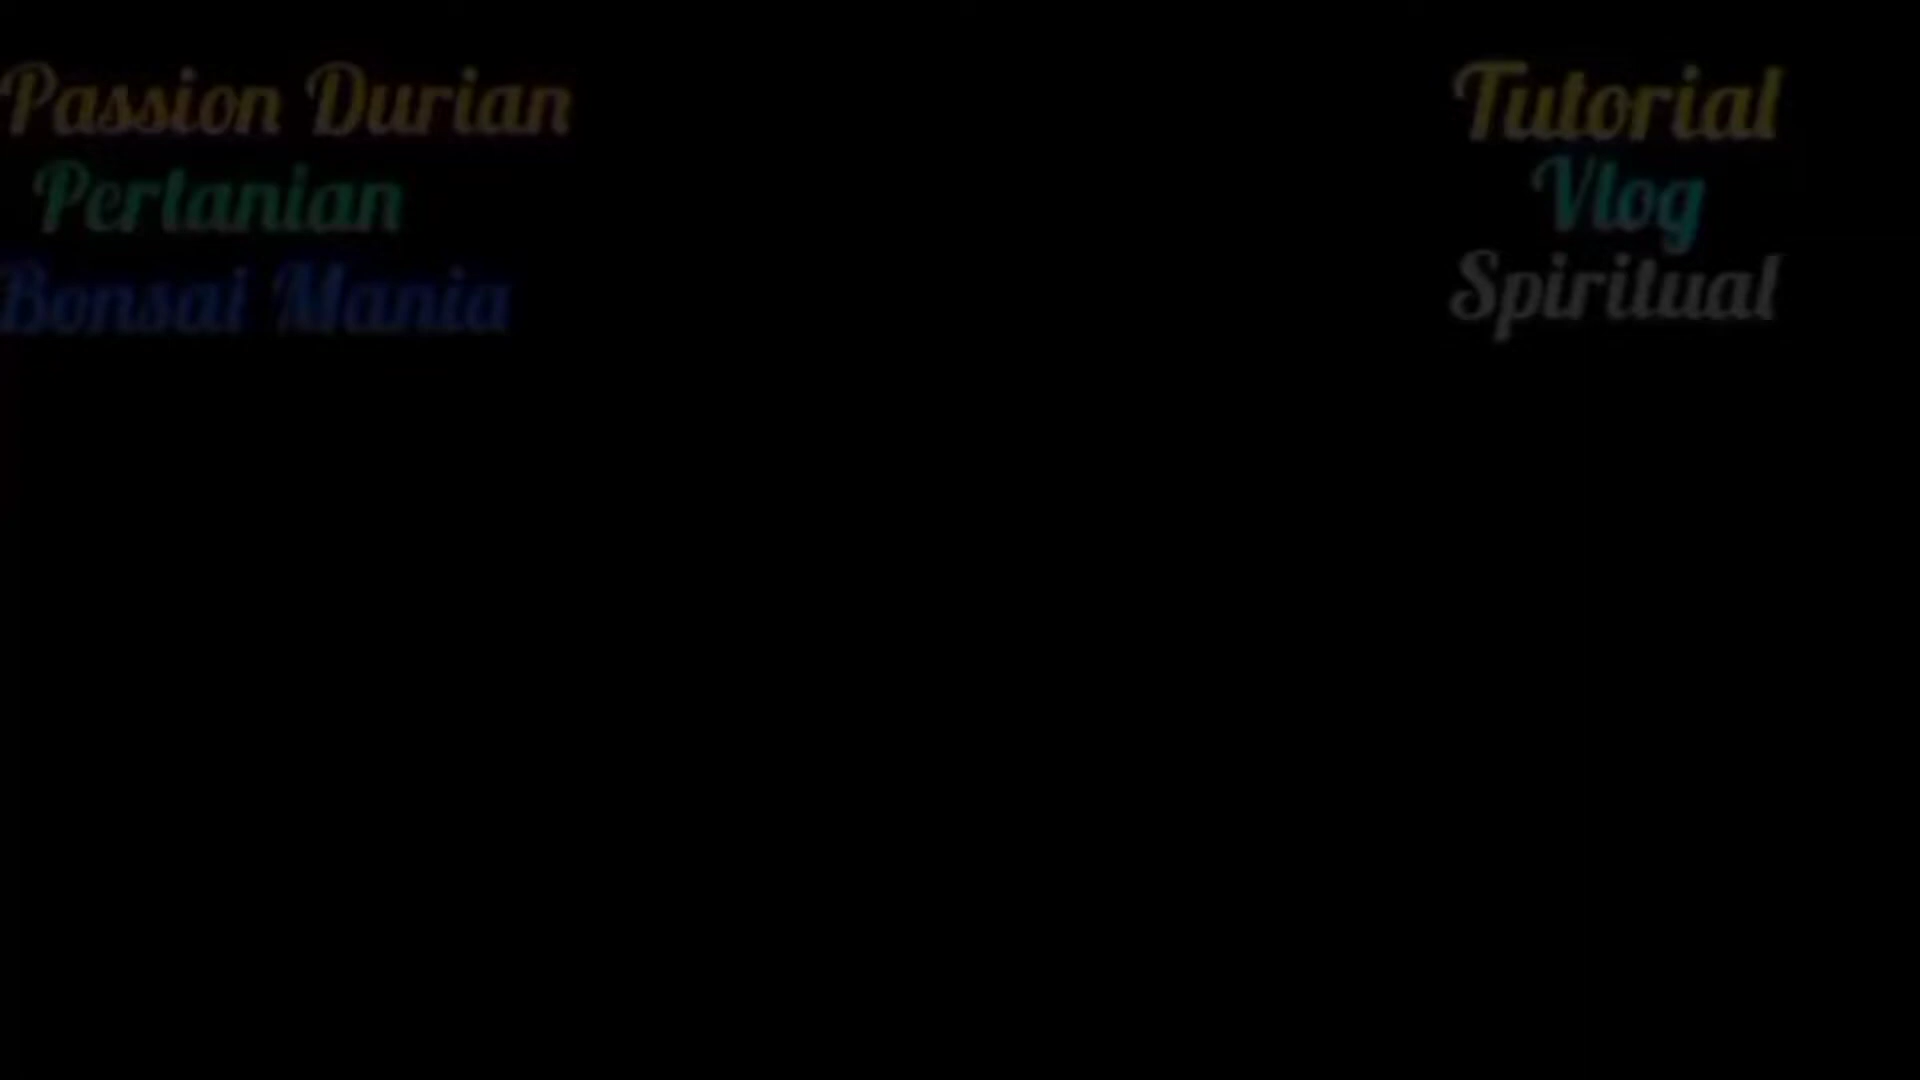 Passion Durian
Pertanian
Bonsai Mania
Tutorial
Vlog
Spiritual